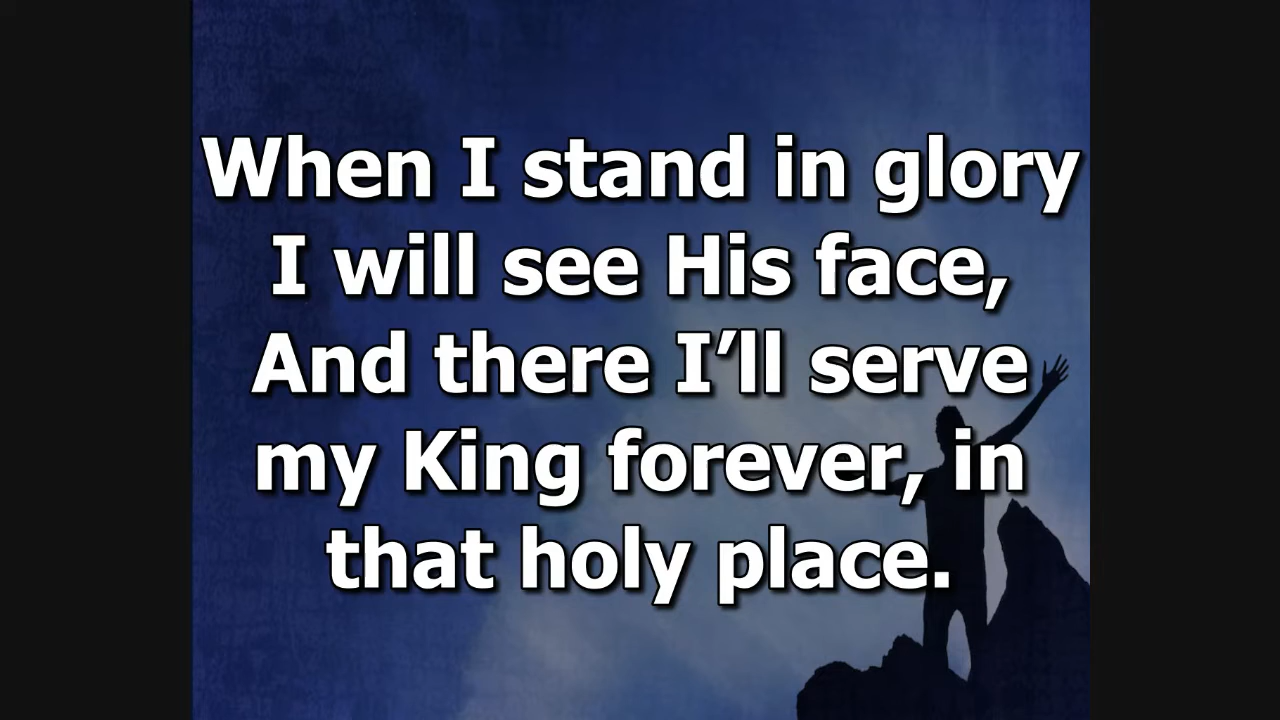 When I stand in glory
I will see His face,
And there I’ll serve
my King forever, in
that holy place.